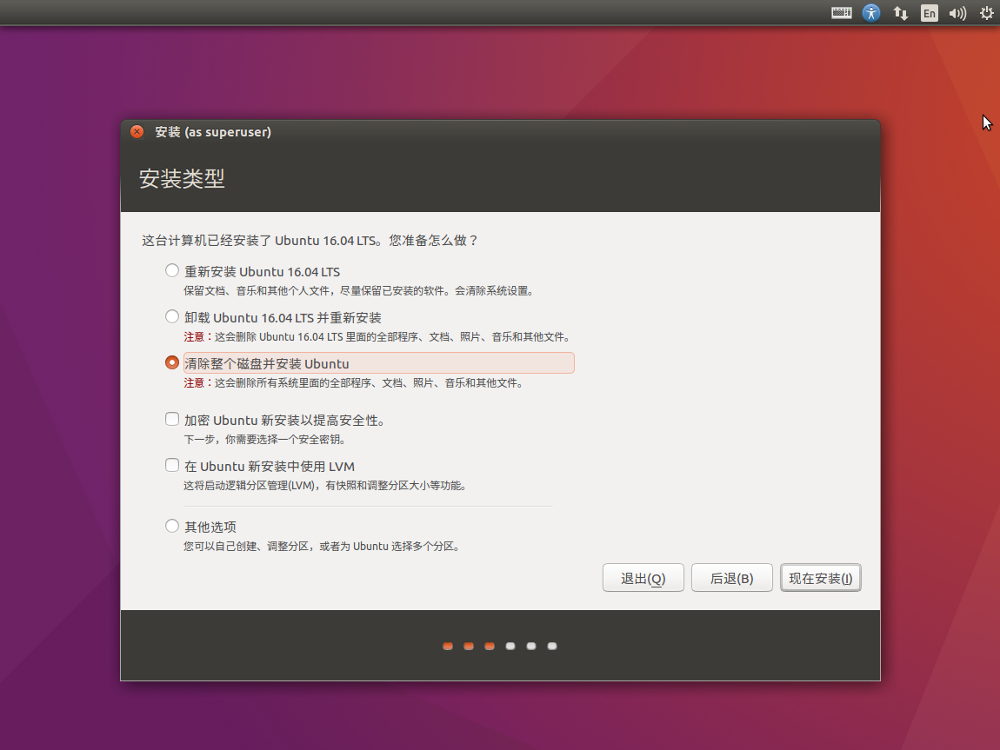 En
安装 (as superuser)
安装类型
这台计算机已经安装了 Ubuntu 16.04 LTS。您准备怎么做？
重新安装 Ubuntu 16.04 LTS
保留文档、音乐和其他个人文件，尽量保留已安装的软件。会清除系统设置。
卸载 Ubuntu 16.04 LTS 并重新安装
注意：这会删除 Ubuntu 16.04 LTS 里面的全部程序、文档、照片、音乐和其他文件。
清除整个磁盘并安装 Ubuntu
注意：这会删除所有系统里面的全部程序、文档、照片、音乐和其他文件。
加密 Ubuntu 新安装以提高安全性。
下一步，你需要选择一个安全密钥。
在 Ubuntu 新安装中使用 LVM
这将启动逻辑分区管理(LVM)，有快照和调整分区大小等功能。
其他选项
您可以自己创建、调整分区，或者为 Ubuntu 选择多个分区。
退出(Q) 后退(B) 现在安装(I)